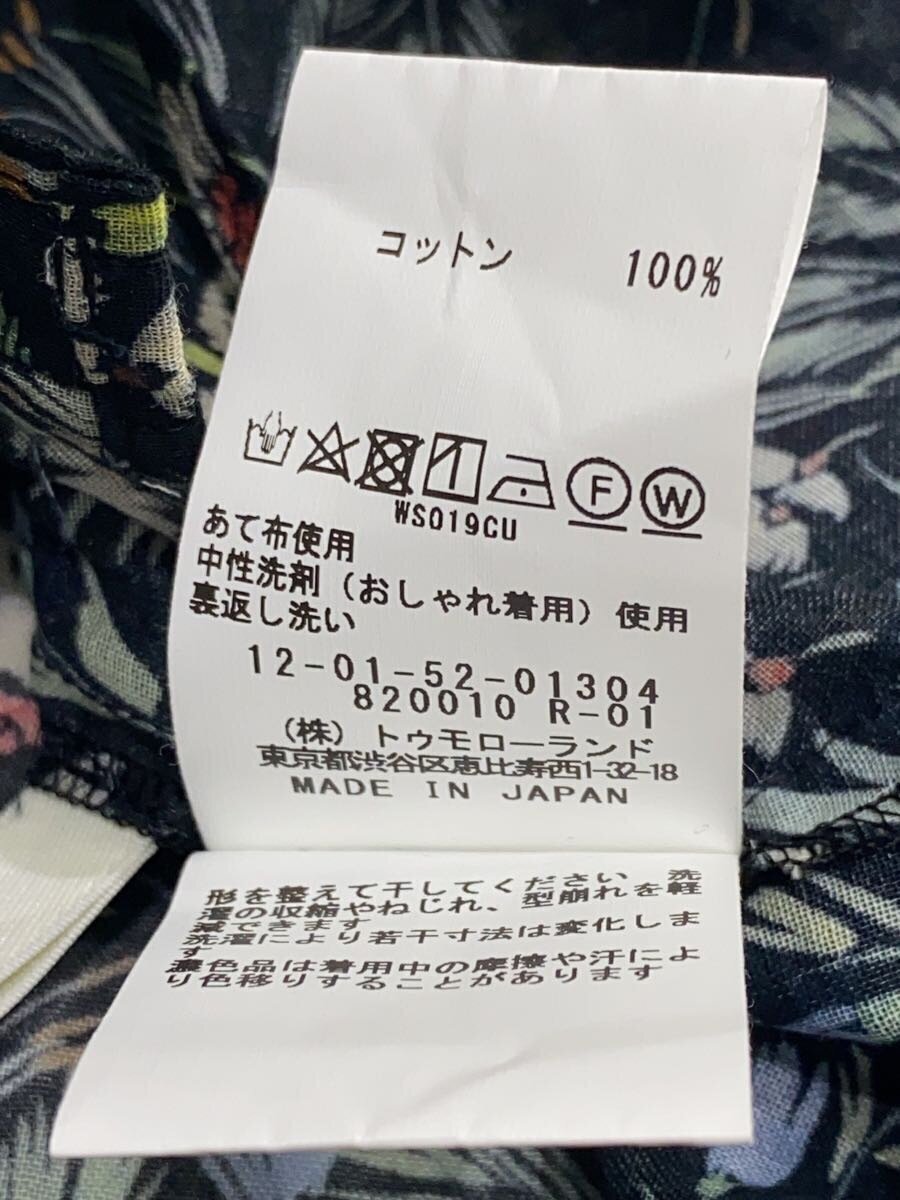 コットン 100%
F W
WS019CU
あて布使用
中性洗剤(おしゃれ着用)使用
裏返し洗い
12-01-52-01304
820010 R-01
(株)トゥモローランド
東京都渋谷区恵比寿西1-32-18
MADE IN JAPAN
形を整えて干してください。洗
濯の収縮やねじれ、型崩れを軽
減できます
洗濯により若干寸法は変化しま
す
濃色品は着用中の摩擦や汗によ
り色移りすることがあります